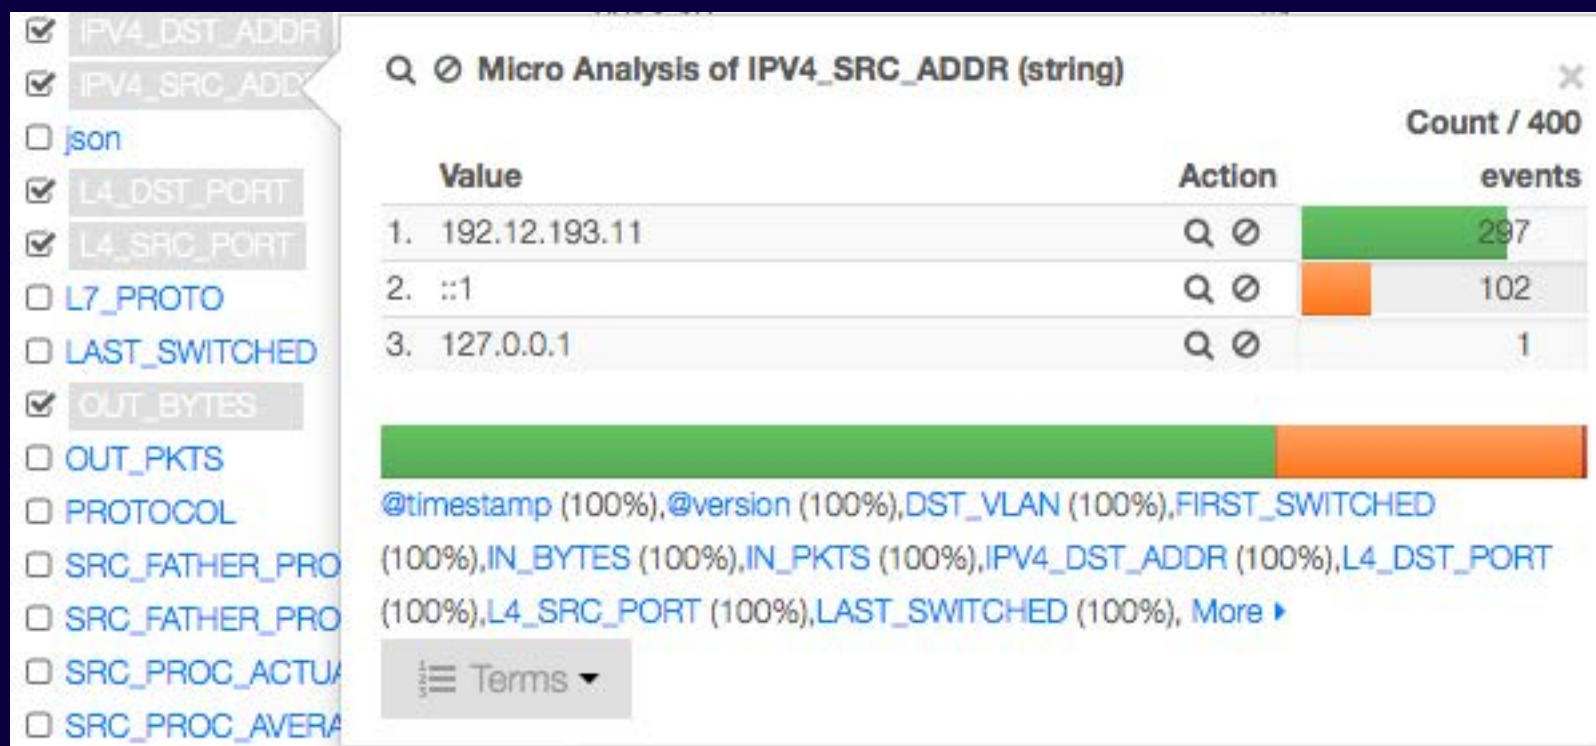 IPV4_DST_ADDR
IPV4_SRC_ADD
json
L4_DST_PORT
L4_SRC_PORT
L7_PROTO
LAST_SWITCHED
OUT_BYTES
OUT_PKTS
PROTOCOL
SRC_FATHER_PRO
SRC_FATHER_PRO
SRC_PROC_ACTUA
SRC_PROC_AVERA
Micro Analysis of IPV4_SRC_ADDR (string)
Count / 400
Value Action events
1. 192.12.193.11 297
2. ::1 102
3. 127.0.0.1 1
@timestamp (100%),@version (100%),DST_VLAN (100%),FIRST_SWITCHED
(100%),IN_BYTES (100%),IN_PKTS (100%),IPV4_DST_ADDR (100%),L4_DST_PORT
(100%),L4_SRC_PORT (100%),LAST_SWITCHED (100%), More
Terms